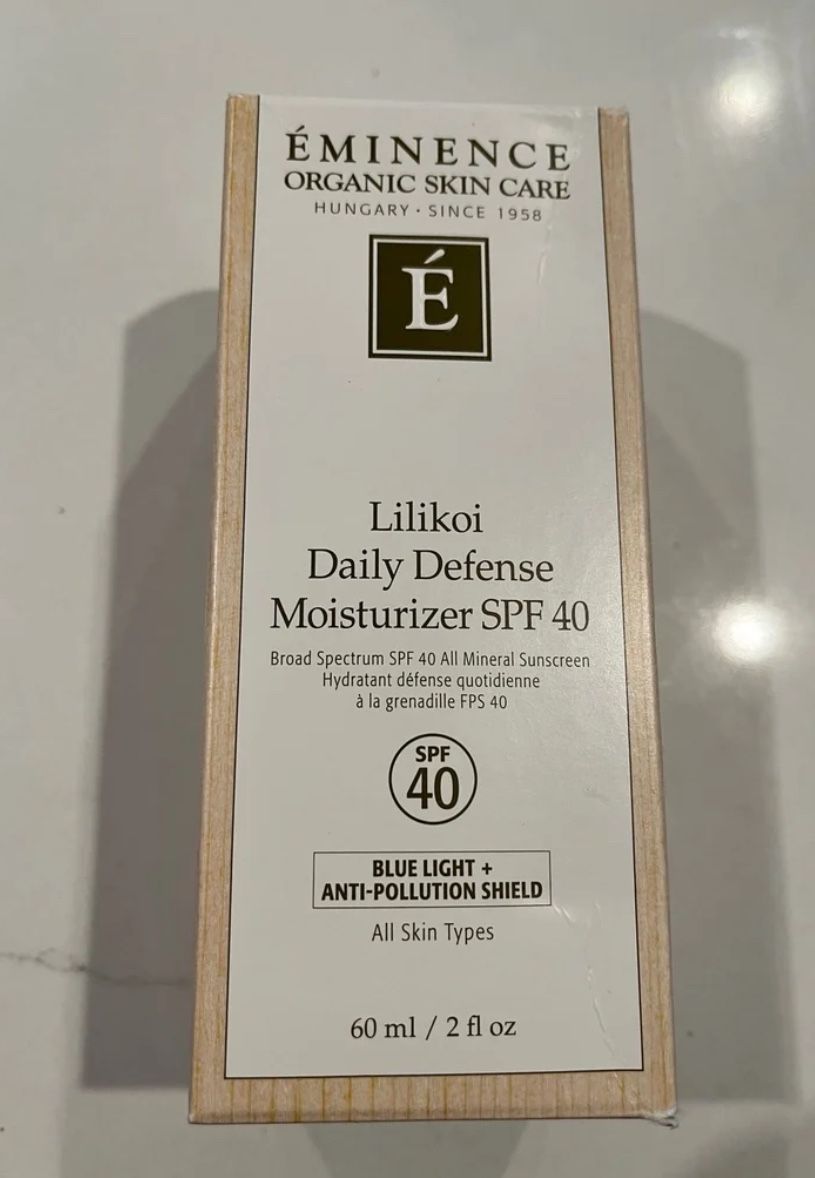 ÉMINENCE
ORGANIC SKIN CARE
HUNGARY · SINCE 1958
É
Lilikoi
Daily Defense
Moisturizer SPF 40
Broad Spectrum SPF 40 All Mineral Sunscreen
Hydratant défense quotidienne
à la grenadille FPS 40
SPF
40
BLUE LIGHT +
ANTI-POLLUTION SHIELD
All Skin Types
60 ml / 2 fl oz